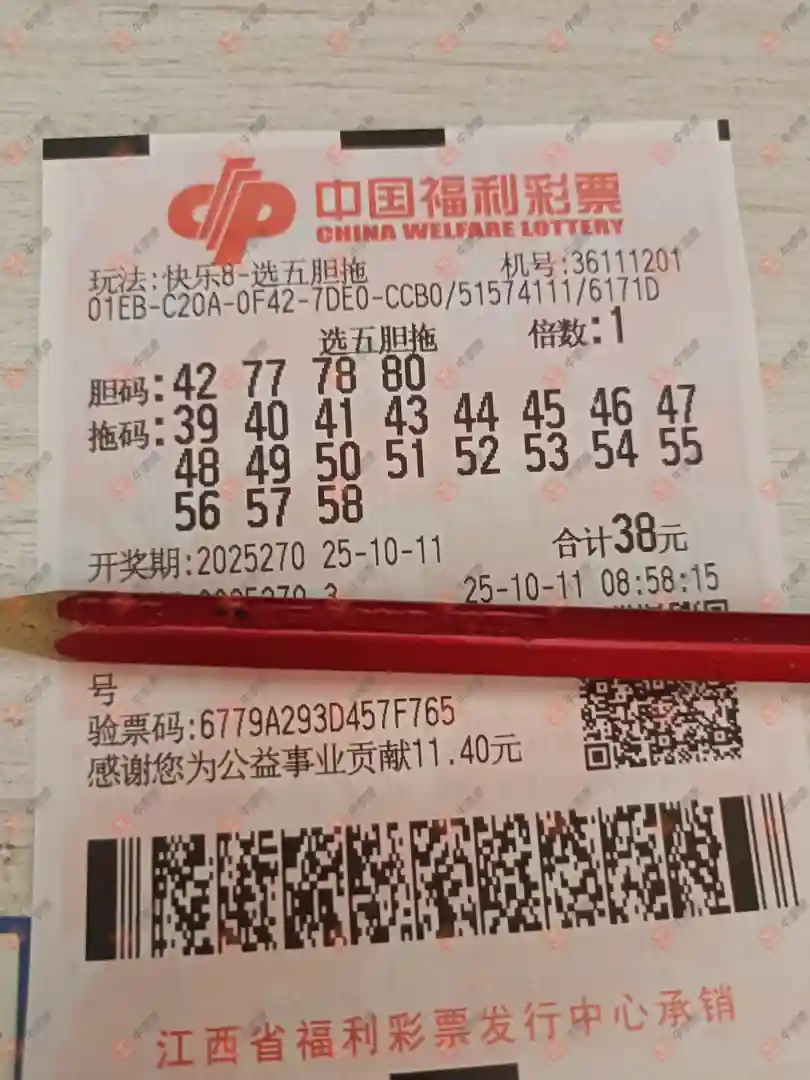 中国福利彩票
CHINA WELFARE LOTTERY
玩法:快乐8-选五胆拖 机号:36111201
01EB-C20A-0F42-7DE0-CCB0/51574111/6171D
选五胆拖 倍数:1
胆码:42 77 78 80
拖码:39 40 41 43 44 45 46 47
48 49 50 51 52 53 54 55
56 57 58
合计38元
开奖期:2025270 25-10-11
25-10-11 08:58:15
号
验票码:6779A293D457F765
感谢您为公益事业贡献11.40元
江西省福利彩票发行中心承销